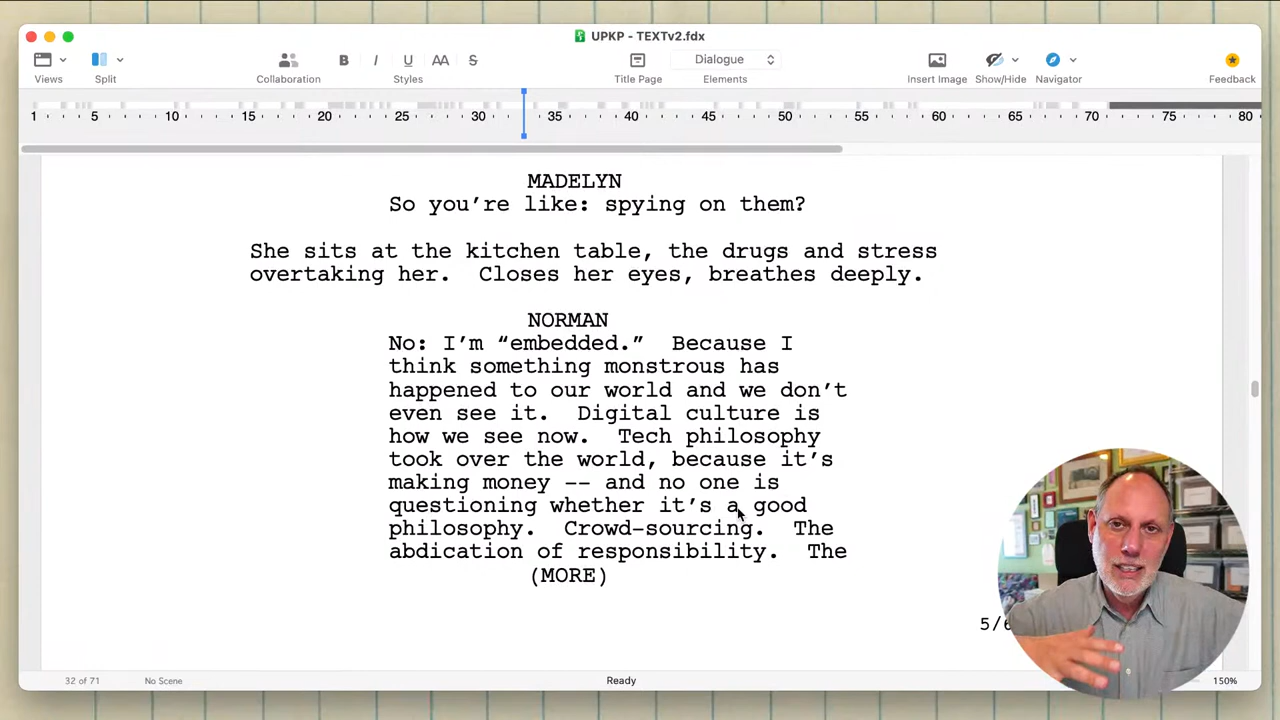 UPKP - TEXTv2.fdx
B I U AA S Dialogue
Views Split Collaboration Styles Title Page Elements Insert Image Show/Hide Navigator Feedback
1 5 10 15 20 25 30 35 40 45 50 55 60 65 70 75 80
MADELYN
So you’re like: spying on them?
She sits at the kitchen table, the drugs and stress
overtaking her. Closes her eyes, breathes deeply.
NORMAN
No: I’m “embedded.” Because I
think something monstrous has
happened to our world and we don’t
even see it. Digital culture is
how we see now. Tech philosophy
took over the world, because it’s
making money -- and no one is
questioning whether it’s a good
philosophy. Crowd-sourcing. The
abdication of responsibility. The
(MORE)
32 of 71 No Scene Ready 150%